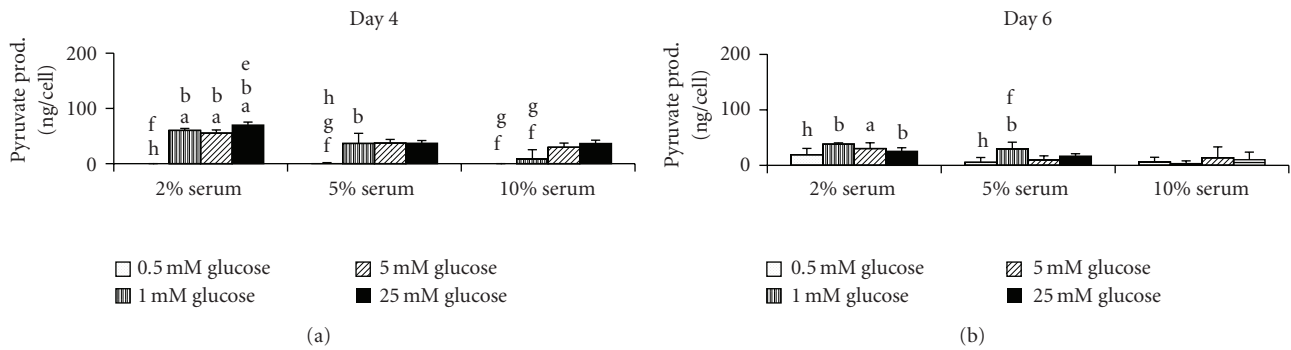 Day 4
Pyruvate prod.
(ng/cell)
200
100
0
f
h
b
a
b
a
e
b
a
h
g
f
b
g
f
g
f
2% serum
5% serum
10% serum
0.5 mM glucose
1 mM glucose
5 mM glucose
25 mM glucose
(a)
Day 6
Pyruvate prod.
(ng/cell)
200
100
0
h
b
a
b
h
f
b
2% serum
5% serum
10% serum
0.5 mM glucose
1 mM glucose
5 mM glucose
25 mM glucose
(b)